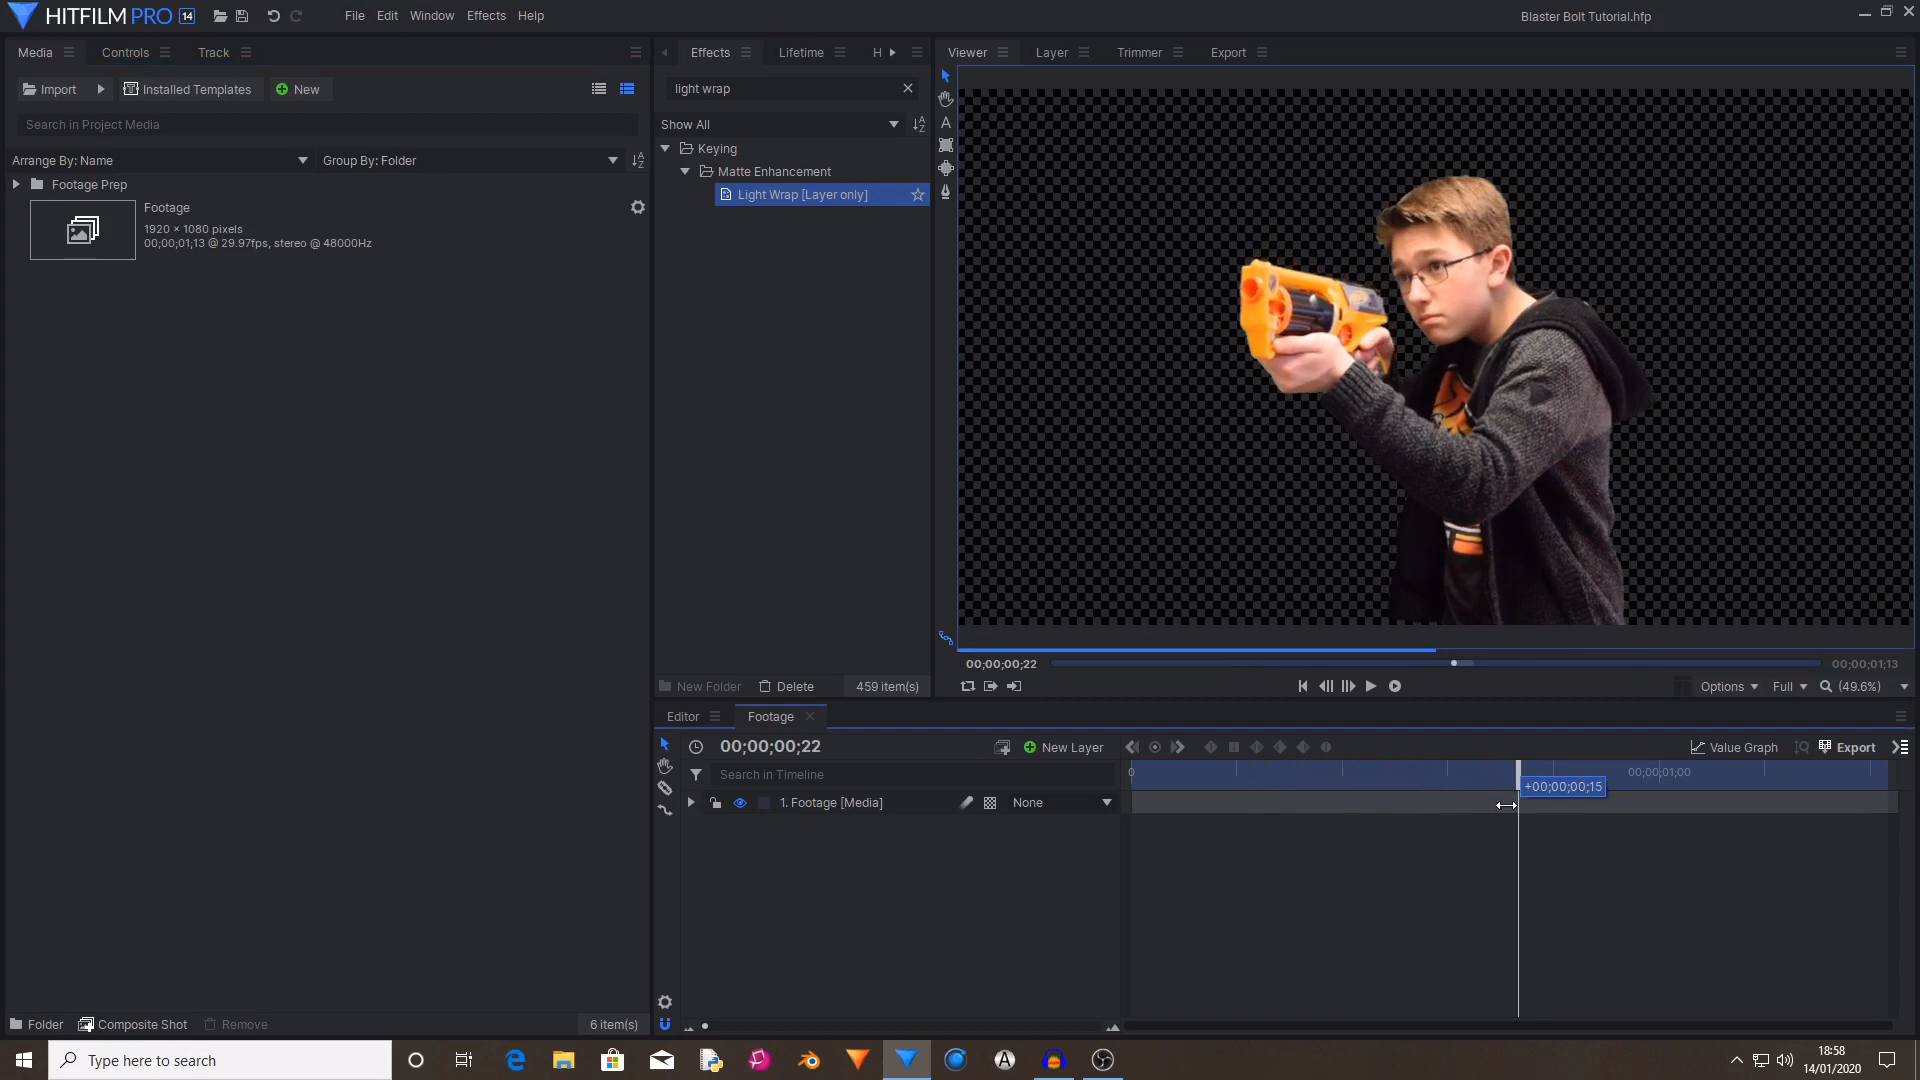 HITFILM PRO 14
File Edit Window Effects Help
Blaster Bolt Tutorial.hfp
Media Controls Track
Import Installed Templates New
Search in Project Media
Arrange By: Name Group By: Folder
Footage Prep
Footage
1920 × 1080 pixels
00;00;01;13 @ 29.97fps, stereo @ 48000Hz
Folder Composite Shot Remove 6 item(s)
Effects Lifetime H
light wrap
Show All
Keying
Matte Enhancement
Light Wrap [Layer only]
New Folder Delete 459 item(s)
Viewer Layer Trimmer Export
00;00;00;22 00;00;01;13
Options Full (49.6%)
Editor Footage
00;00;00;22 New Layer Value Graph Export
Search in Timeline
0 00;00;01;00
+00;00;00;15
1. Footage [Media] None
Type here to search
18:58
14/01/2020